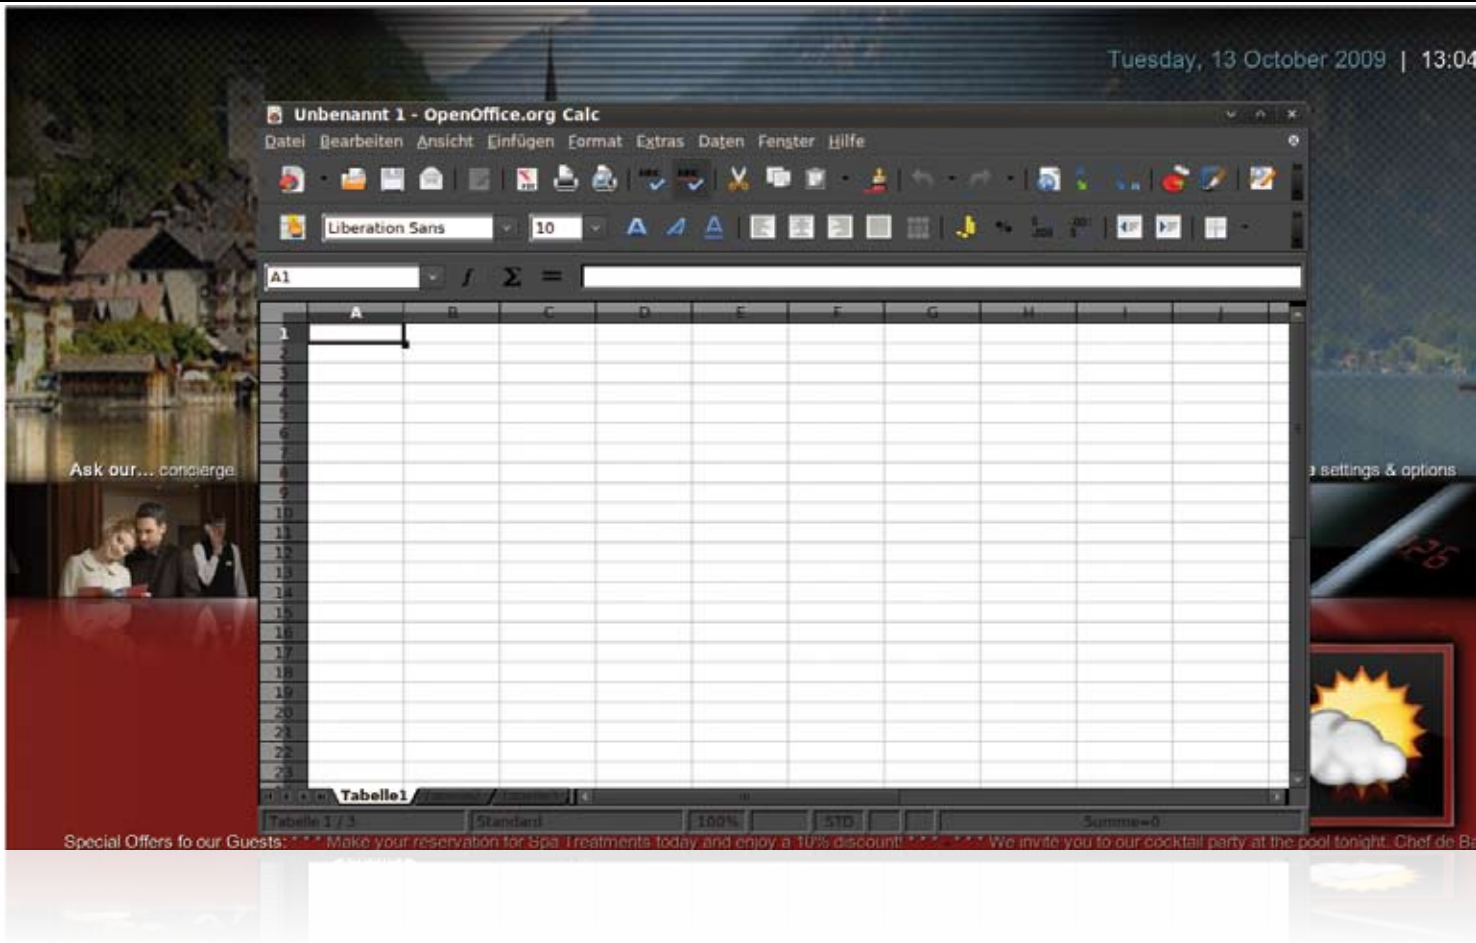 Tuesday, 13 October 2009 | 13:04
Unbenannt 1 - OpenOffice.org Calc
Datei Bearbeiten Ansicht Einfügen Format Extras Daten Fenster Hilfe
Liberation Sans 10
A1
A B C D E F G H I J
1
2
3
4
5
6
7
Ask our... concierge
settings & options
8
9
10
11
12
13
14
15
16
17
18
19
20
21
22
23
Tabelle1
Tabelle 1 / 3 Standard 100% STD Summe=0
Special Offers fo our Guests: * * * Make your reservation for Spa Treatments today and enjoy a 10% discount! * * * - * * * We invite you to our cocktail party at the pool tonight. Chef de